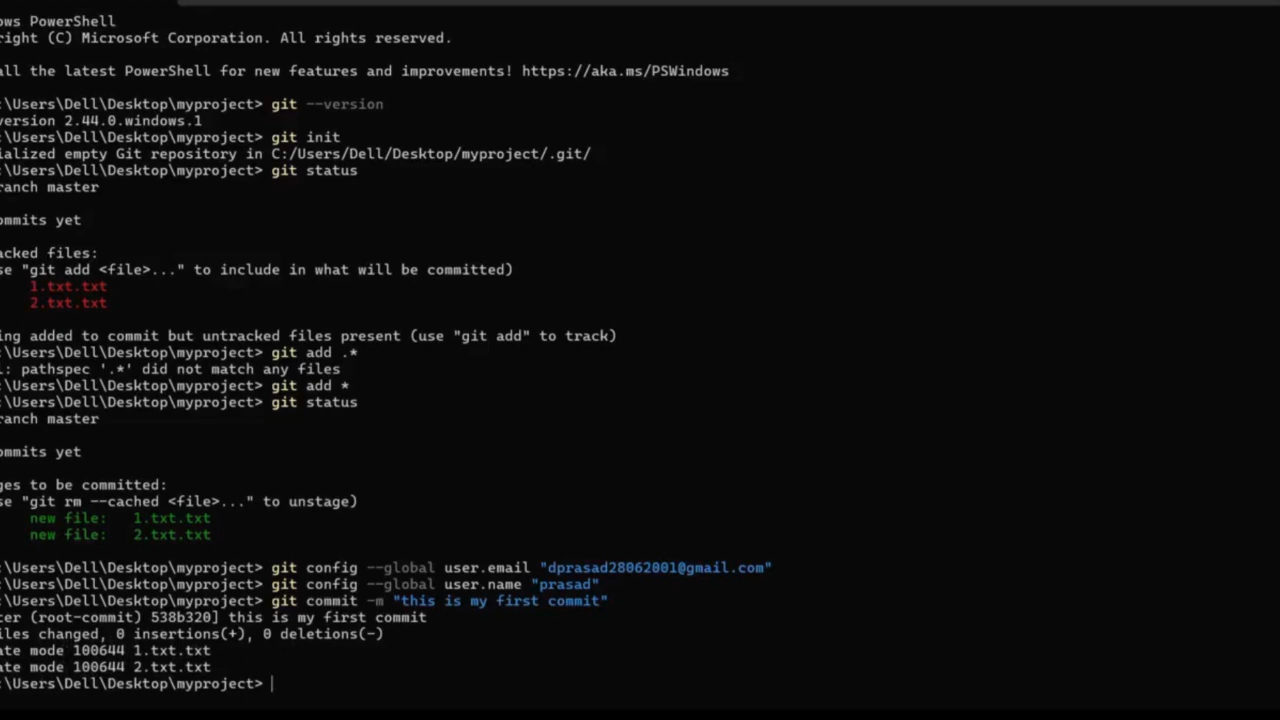 ows PowerShell
right (C) Microsoft Corporation. All rights reserved.
all the latest PowerShell for new features and improvements! https://aka.ms/PSWindows
:\Users\Dell\Desktop\myproject> git --version
version 2.44.0.windows.1
:\Users\Dell\Desktop\myproject> git init
ialized empty Git repository in C:/Users/Dell/Desktop/myproject/.git/
:\Users\Dell\Desktop\myproject> git status
ranch master
ommits yet
acked files:
se "git add <file>..." to include in what will be committed)
1.txt.txt
2.txt.txt
ing added to commit but untracked files present (use "git add" to track)
:\Users\Dell\Desktop\myproject> git add .*
l: pathspec '.*' did not match any files
:\Users\Dell\Desktop\myproject> git add *
:\Users\Dell\Desktop\myproject> git status
ranch master
ommits yet
ges to be committed:
se "git rm --cached <file>..." to unstage)
new file: 1.txt.txt
new file: 2.txt.txt
:\Users\Dell\Desktop\myproject> git config --global user.email "dprasad28062001@gmail.com"
:\Users\Dell\Desktop\myproject> git config --global user.name "prasad"
:\Users\Dell\Desktop\myproject> git commit -m "this is my first commit"
ter (root-commit) 538b320] this is my first commit
iles changed, 0 insertions(+), 0 deletions(-)
ate mode 100644 1.txt.txt
ate mode 100644 2.txt.txt
:\Users\Dell\Desktop\myproject>